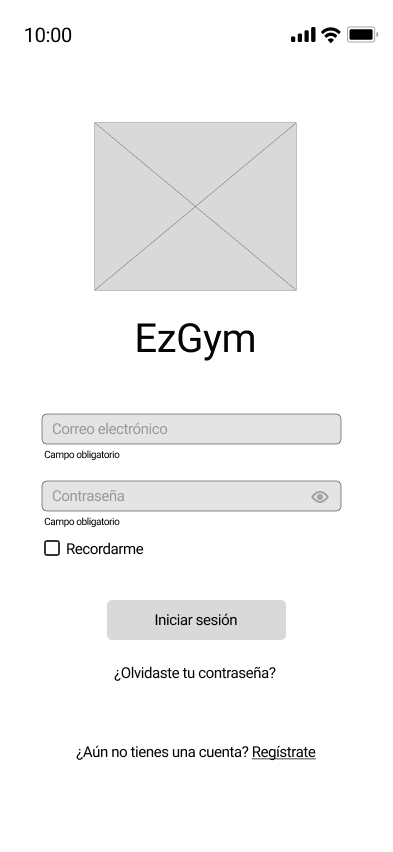 10:00
EzGym
Correo electrónico
Campo obligatorio
Contraseña
Campo obligatorio
Recordarme
Iniciar sesión
¿Olvidaste tu contraseña?
¿Aún no tienes una cuenta? Regístrate